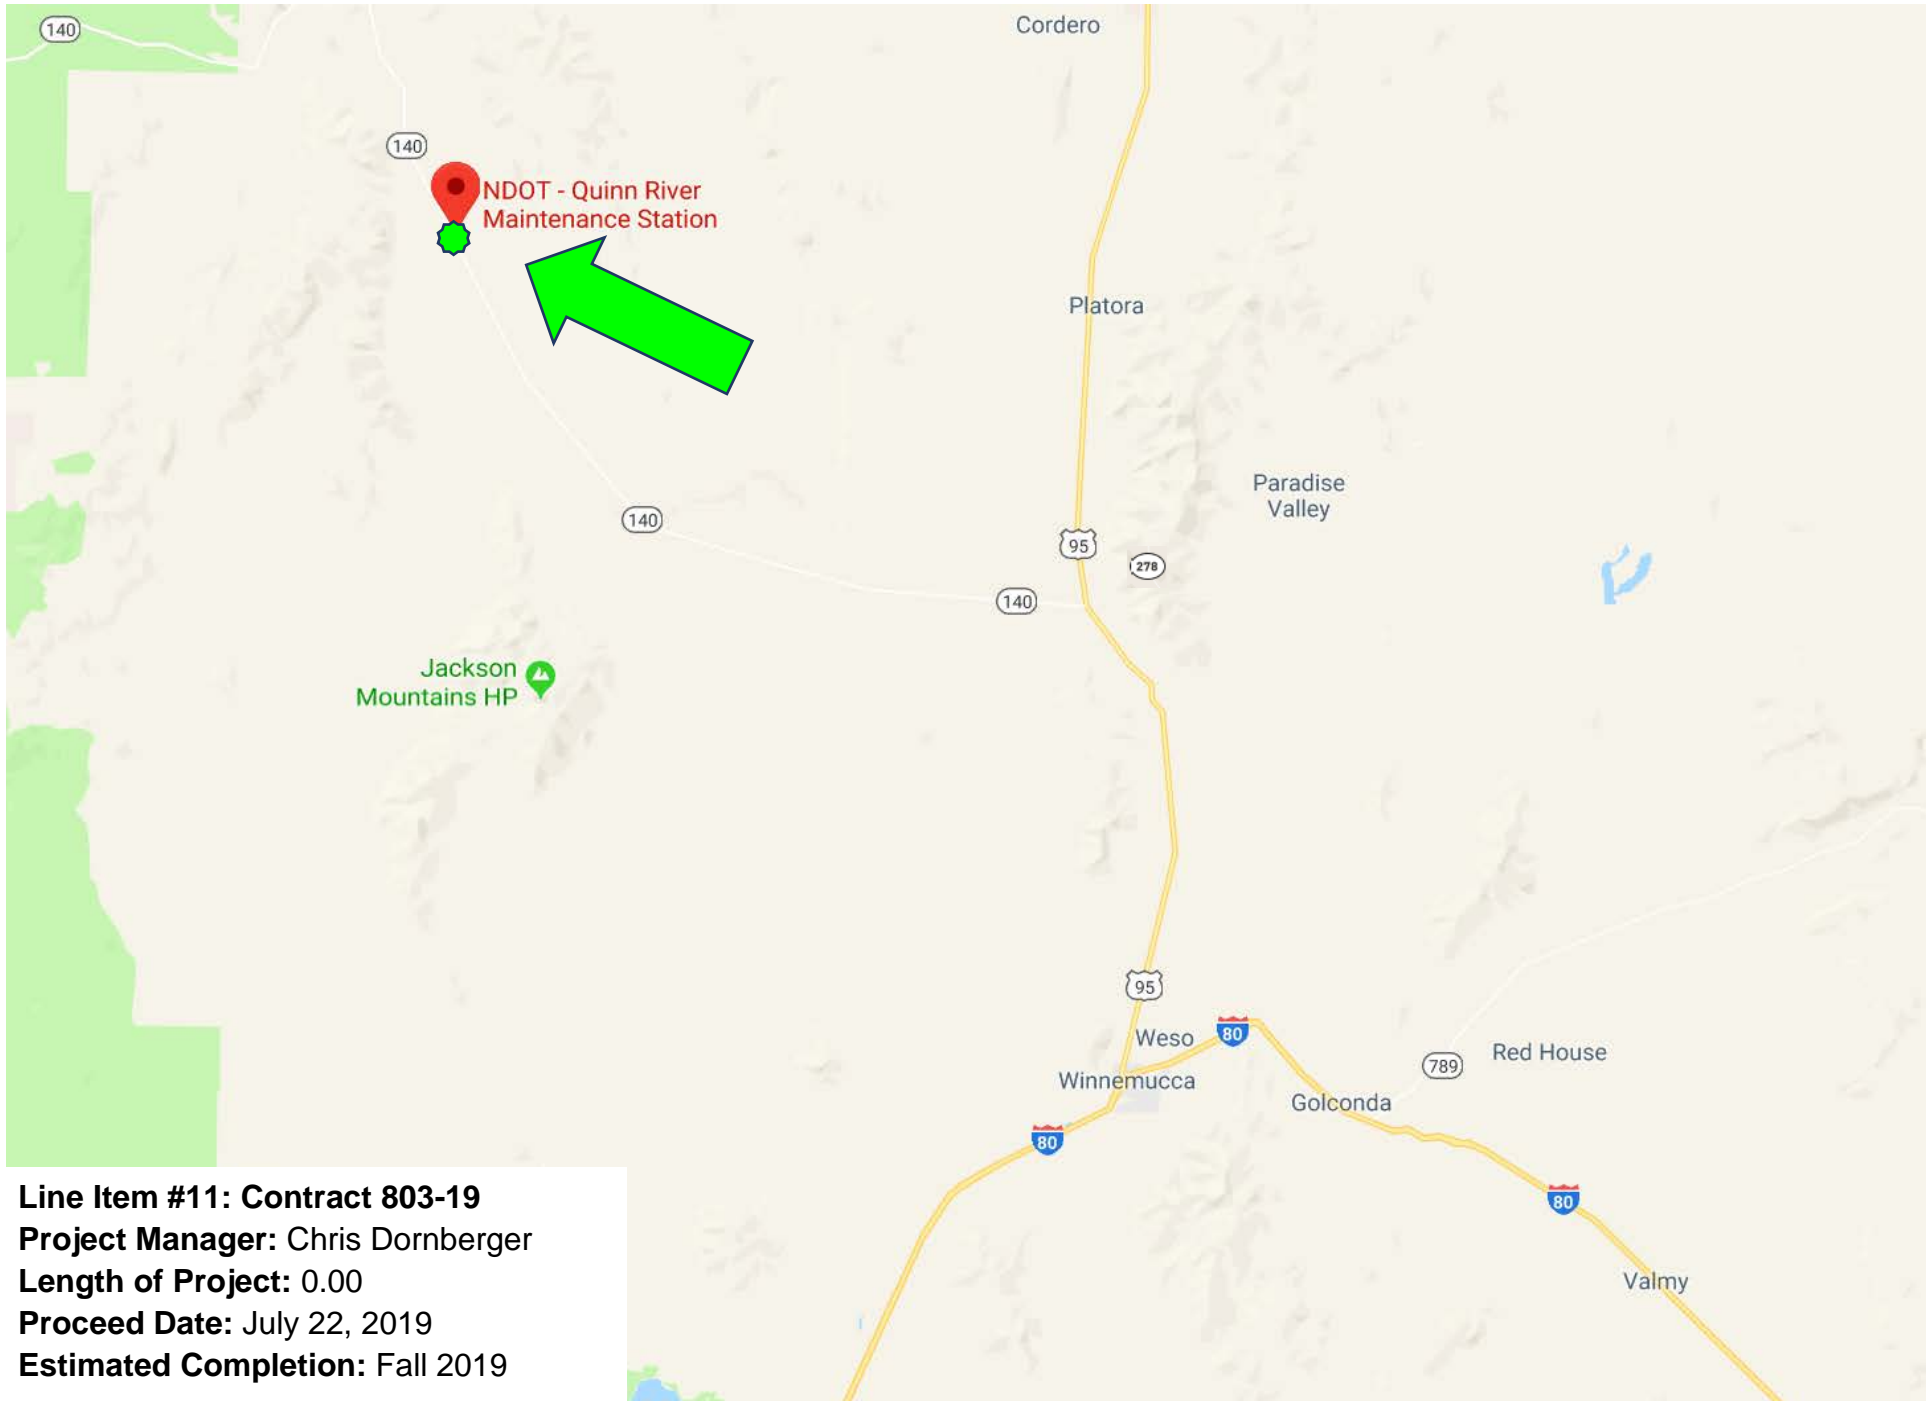 140
Cordero
140
NDOT - Quinn River
Maintenance Station
Platora
Paradise
Valley
140
95
278
140
Jackson
Mountains HP
95
Weso
80
Red House
789
Winnemucca
Golconda
80
80
Valmy
Line Item #11: Contract 803-19
Project Manager: Chris Dornberger
Length of Project: 0.00
Proceed Date: July 22, 2019
Estimated Completion: Fall 2019